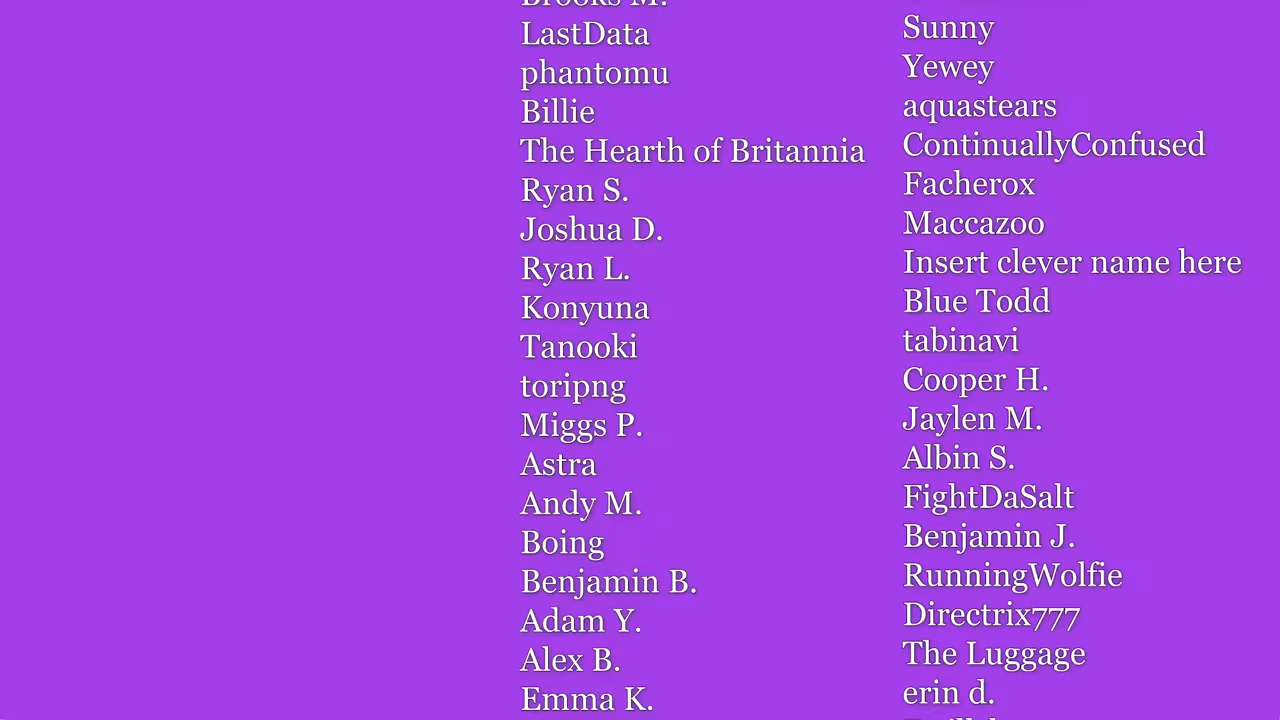 Brooks M.
LastData
phantomu
Billie
The Hearth of Britannia
Ryan S.
Joshua D.
Ryan L.
Konyuna
Tanooki
toripng
Miggs P.
Astra
Andy M.
Boing
Benjamin B.
Adam Y.
Alex B.
Emma K.
Sunny
Yewey
aquastears
ContinuallyConfused
Facherox
Maccazoo
Insert clever name here
Blue Todd
tabinavi
Cooper H.
Jaylen M.
Albin S.
FightDaSalt
Benjamin J.
RunningWolfie
Directrix777
The Luggage
erin d.